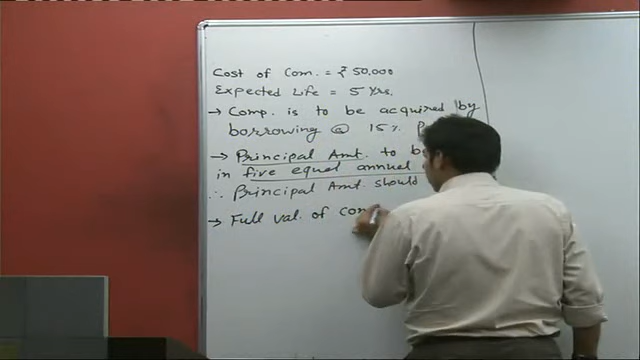 Cost of Com. = ₹ 50,000
Expected Life = 5 Yrs.
→ Comp. is to be acquired by
borrowing @ 15%
→ Principal Amt. to
in five equal annual
∴ Principal Amt. should
→ Full val. of com